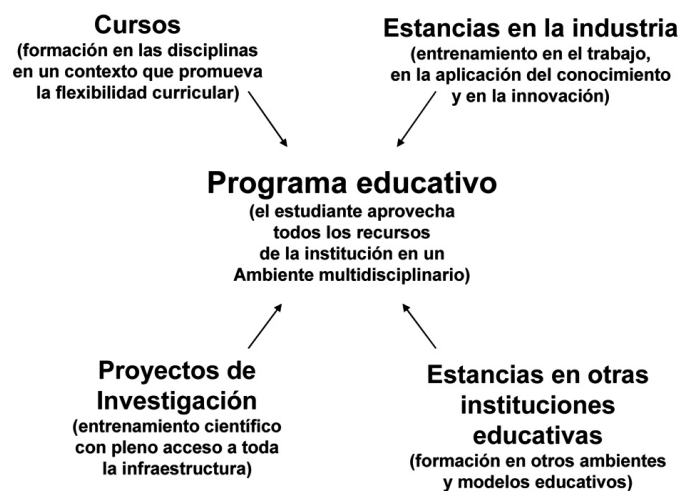 Cursos
(formación en las disciplinas
en un contexto que promueva
la flexibilidad curricular)
Estancias en la industria
(entrenamiento en el trabajo,
en la aplicación del conocimiento
y en la innovación)
Programa educativo
(el estudiante aprovecha
todos los recursos
de la institución en un
Ambiente multidisciplinario)
Proyectos de
Investigación
(entrenamiento científico
con pleno acceso a toda
la infraestructura)
Estancias en otras
instituciones
educativas
(formación en otros ambientes
y modelos educativos)